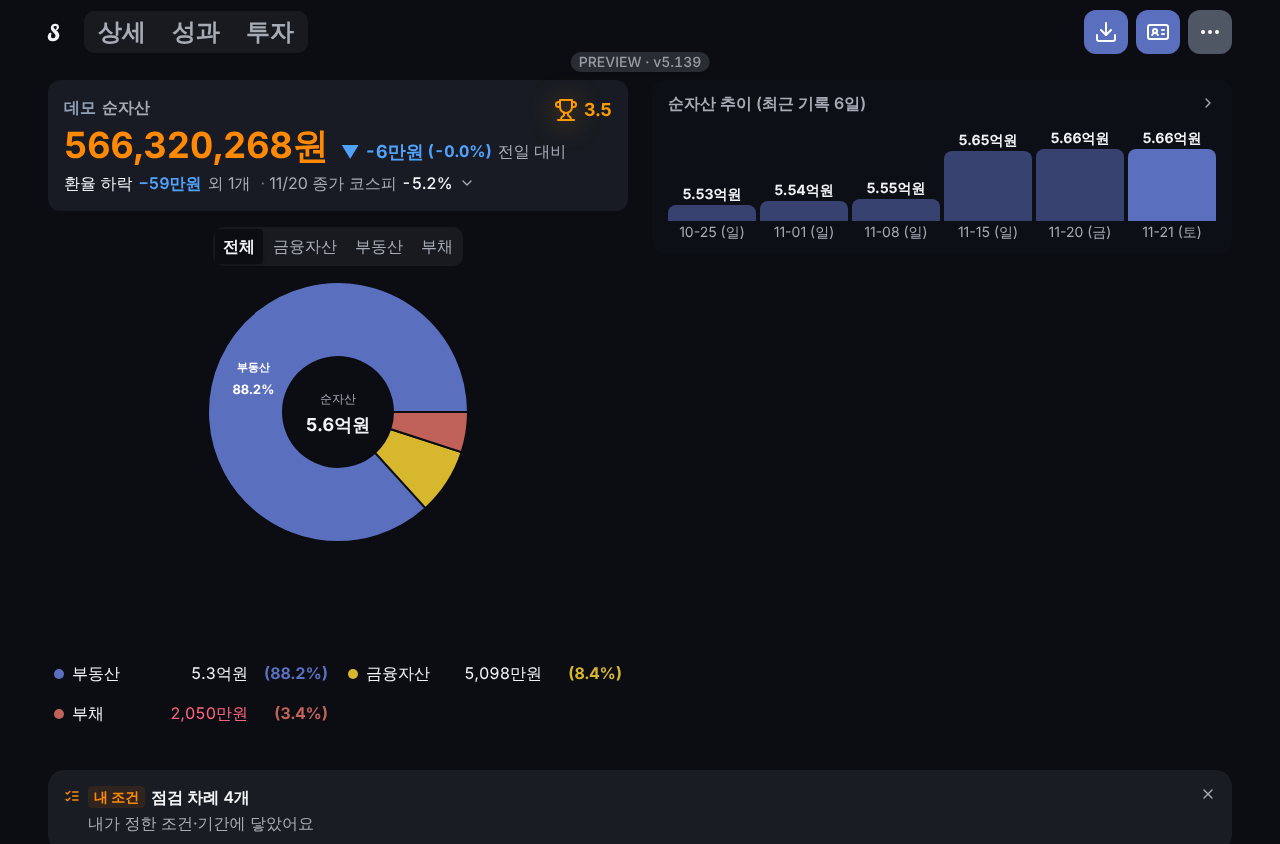 S
상세 성과 투자
PREVIEW · v5.139
데모 순자산
3.5
566,320,268원 ▼ -6만원 (-0.0%) 전일 대비
환율 하락 −59만원 외 1개 · 11/20 종가 코스피 -5.2%
순자산 추이 (최근 기록 6일)
5.53억원 5.54억원 5.55억원 5.65억원 5.66억원 5.66억원
10-25 (일) 11-01 (일) 11-08 (일) 11-15 (일) 11-20 (금) 11-21 (토)
전체 금융자산 부동산 부채
부동산
88.2%
순자산
5.6억원
부동산 5.3억원 (88.2%) 금융자산 5,098만원 (8.4%)
부채 2,050만원 (3.4%)
내 조건 점검 차례 4개
내가 정한 조건·기간에 닿았어요